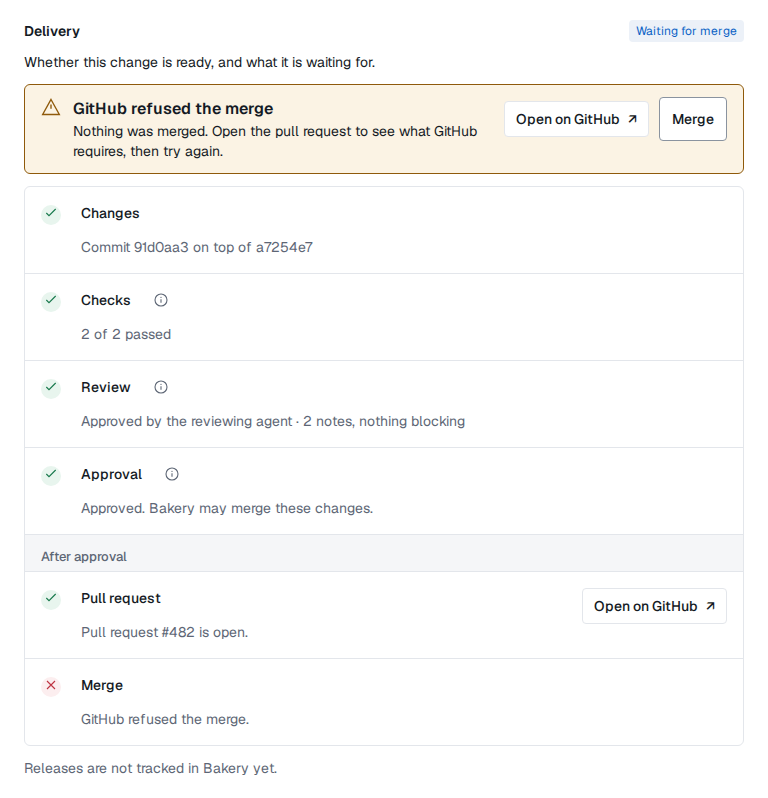 Delivery
Waiting for merge
Whether this change is ready, and what it is waiting for.
GitHub refused the merge
Nothing was merged. Open the pull request to see what GitHub
requires, then try again.
Open on GitHub ↗
Merge
Changes
Commit 91d0aa3 on top of a7254e7
Checks
2 of 2 passed
Review
Approved by the reviewing agent · 2 notes, nothing blocking
Approval
Approved. Bakery may merge these changes.
After approval
Pull request
Pull request #482 is open.
Open on GitHub ↗
Merge
GitHub refused the merge.
Releases are not tracked in Bakery yet.